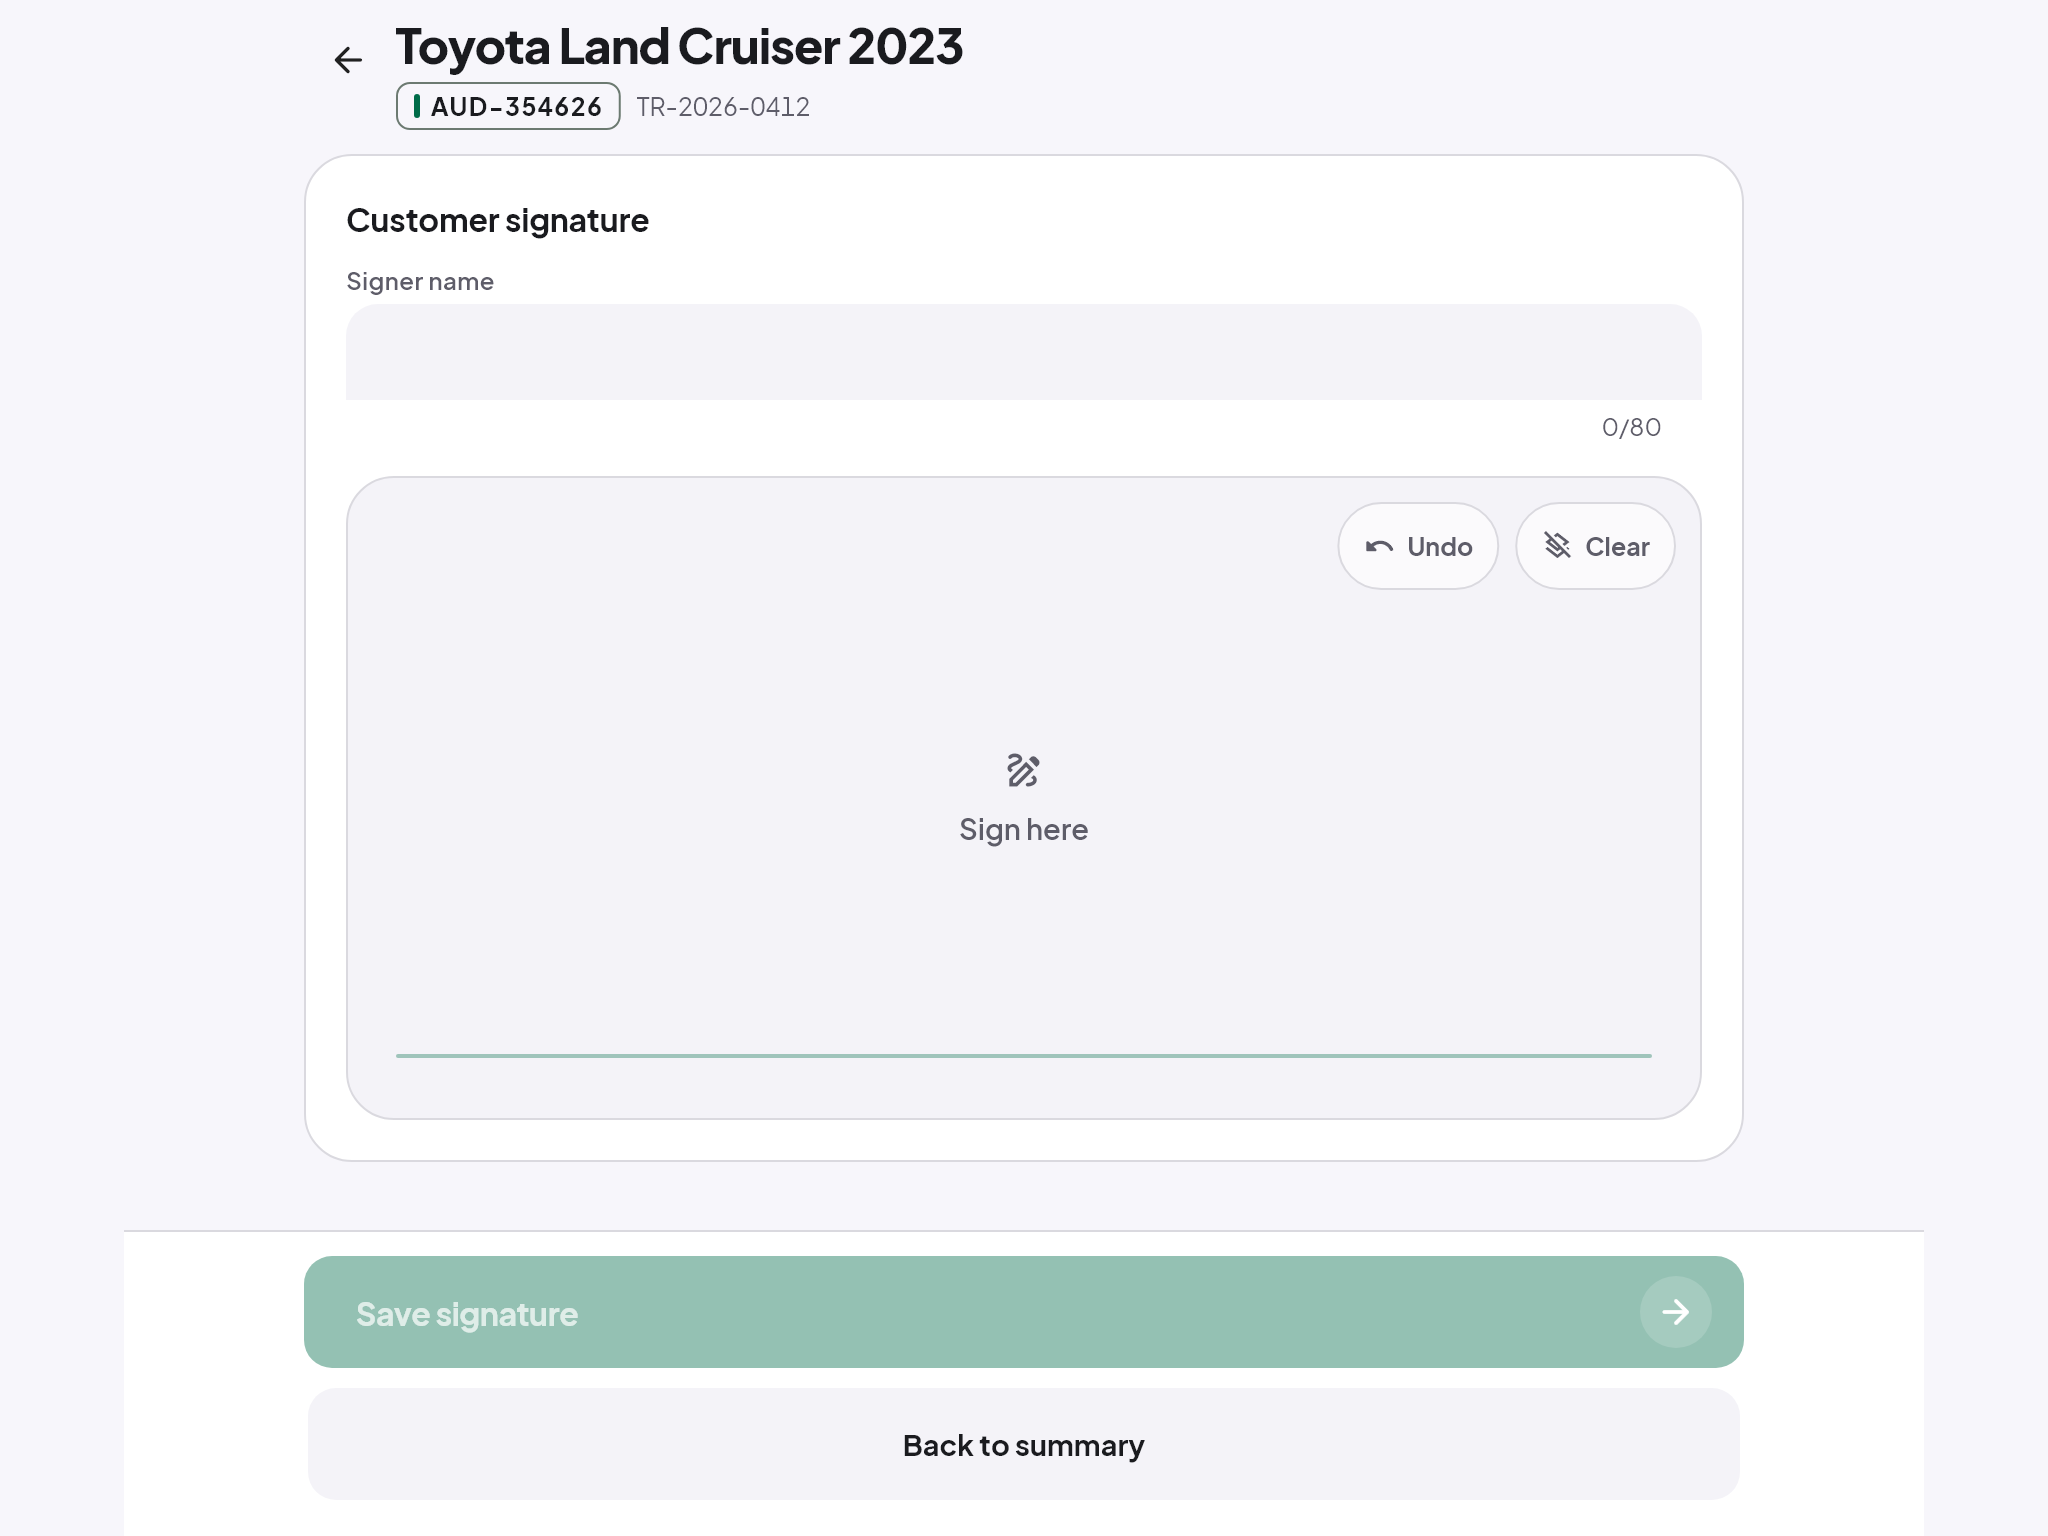 Toyota Land Cruiser 2023
AUD-354626 TR-2026-0412
Customer signature
Signer name
0/80
Undo Clear
Sign here
Save signature
Back to summary